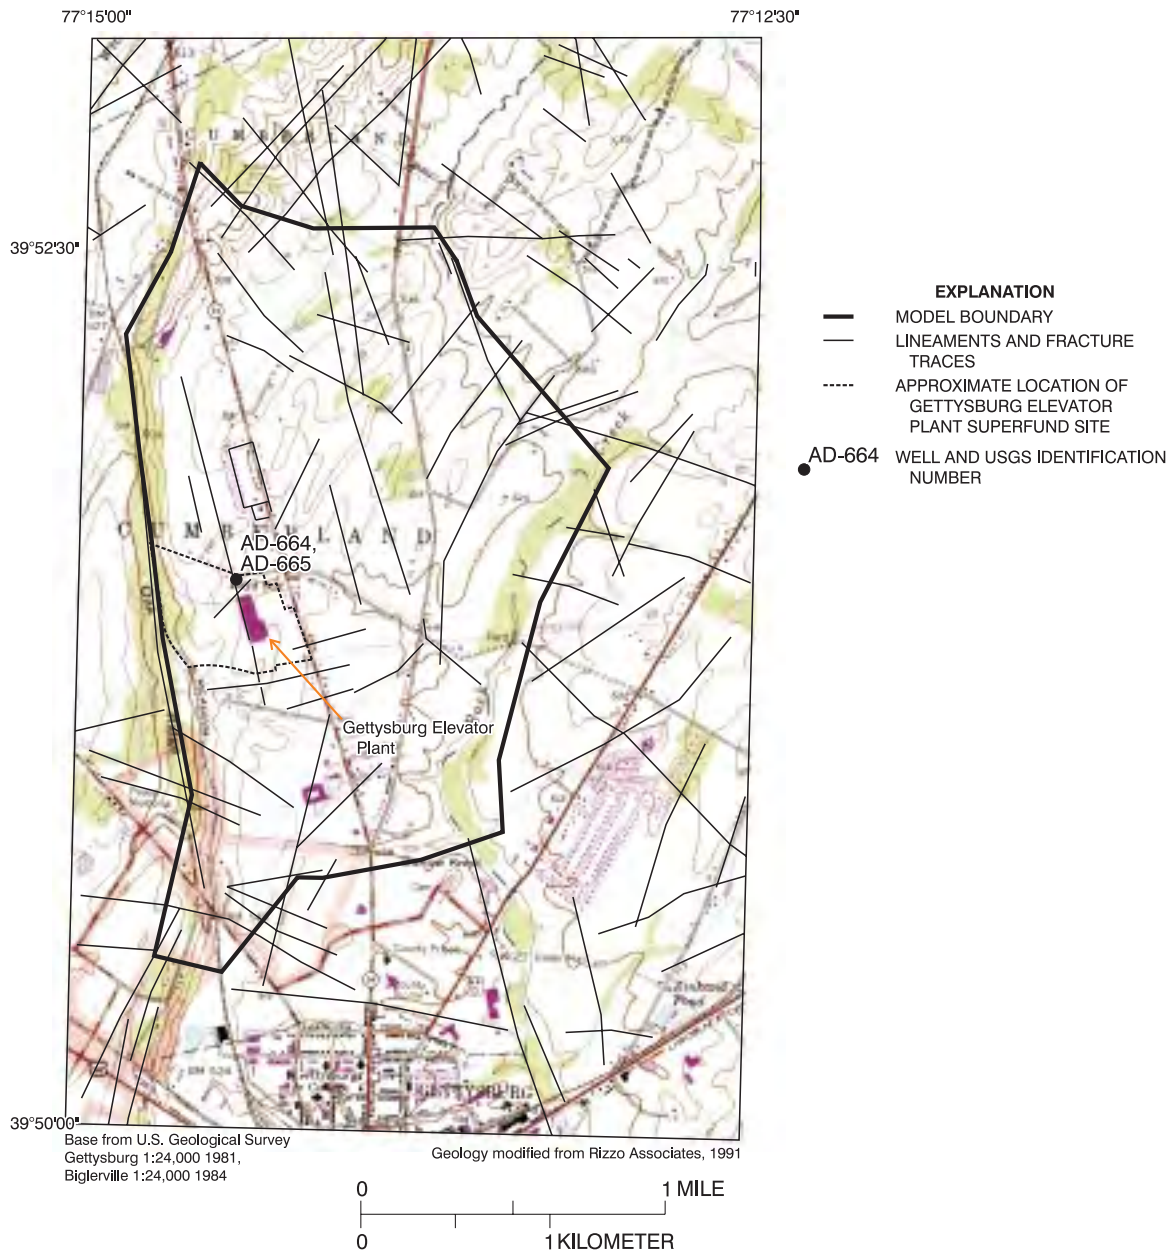 77°15'00"
77°12'30"
39°52'30"
CUMBERLAND
EXPLANATION
MODEL BOUNDARY
LINEAMENTS AND FRACTURE
TRACES
APPROXIMATE LOCATION OF
GETTYSBURG ELEVATOR
PLANT SUPERFUND SITE
AD-664
WELL AND USGS IDENTIFICATION
NUMBER
CUMBERLAND
AD-664,
AD-665
Gettysburg Elevator
Plant
GETTYSBURG
39°50'00"
Base from U.S. Geological Survey
Gettysburg 1:24,000 1981,
Biglerville 1:24,000 1984
Geology modified from Rizzo Associates, 1991
0
1 MILE
0
1 KILOMETER